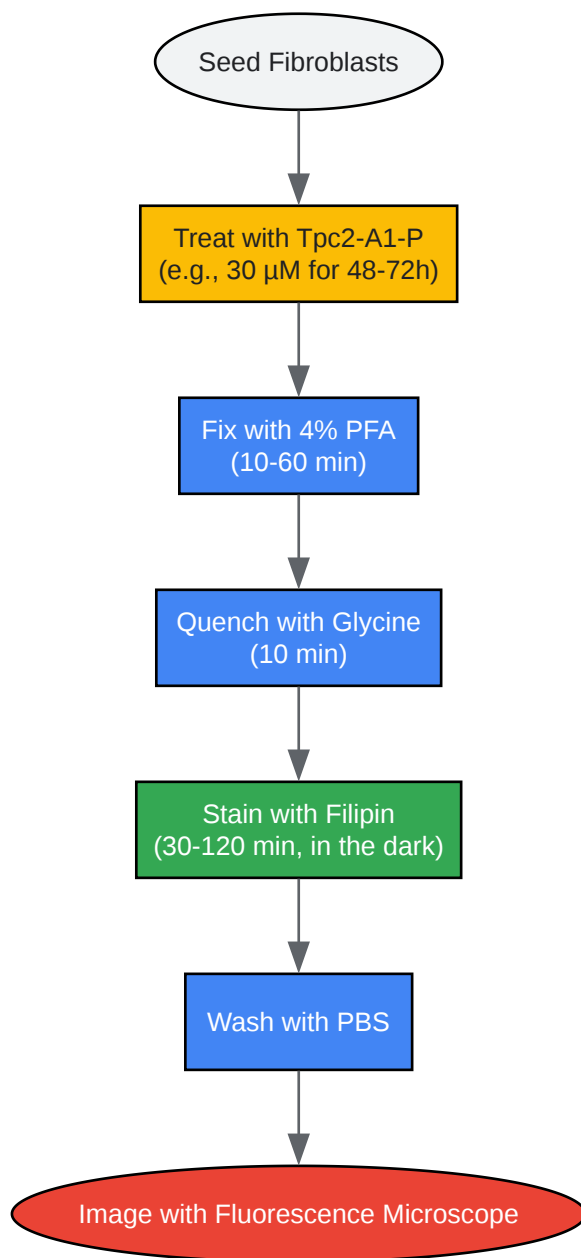 Seed Fibroblasts
Treat with Tpc2-A1-P
(e.g., 30 µM for 48-72h)
Fix with 4% PFA
(10-60 min)
Quench with Glycine
(10 min)
Stain with Filipin
(30-120 min, in the dark)
Wash with PBS
Image with Fluorescence Microscope